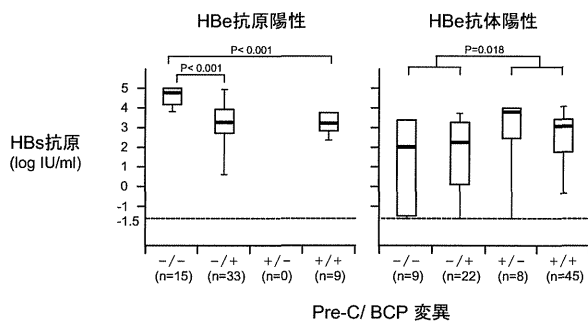 HBe抗原陽性
HBe抗体陽性
P< 0.001
P< 0.001
P=0.018
HBs抗原
(log IU/ml)
5
4
3
2
1
0
-1
-1.5
−/− −/+ +/− +/+
(n=15) (n=33) (n=0) (n=9)
−/− −/+ +/− +/+
(n=9) (n=22) (n=8) (n=45)
Pre-C/ BCP 変異